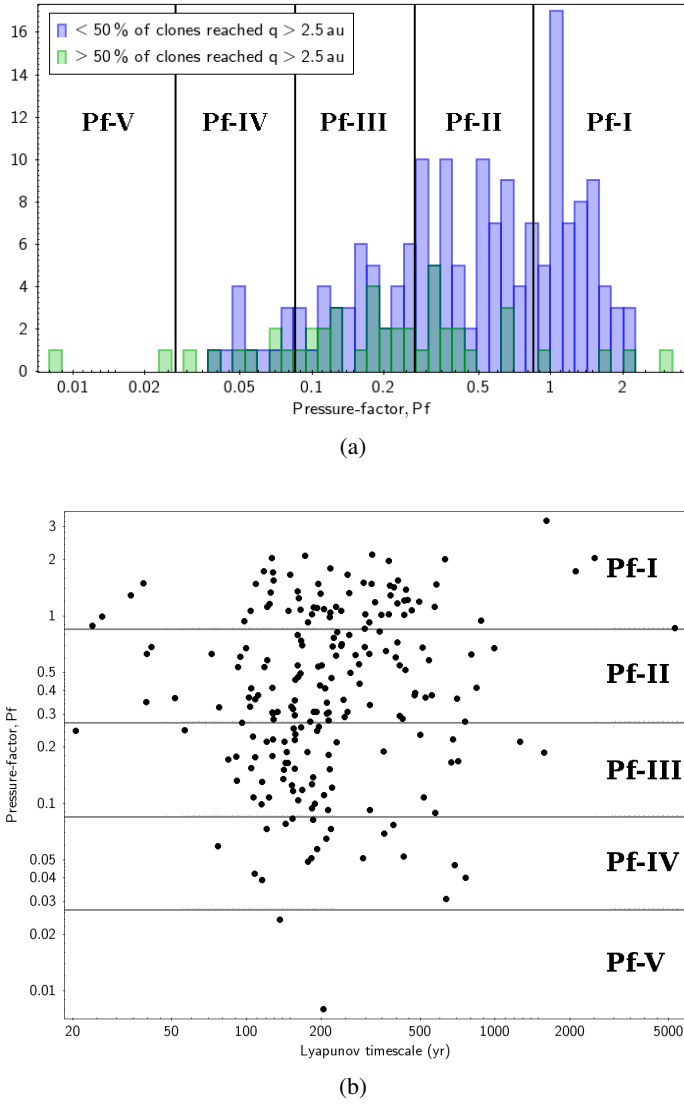 16
14
12
10
8
6
4
2
0
< 50 % of clones reached q > 2.5 au
> 50 % of clones reached q > 2.5 au
Pf-V Pf-IV Pf-III Pf-II Pf-I
0.01 0.02 0.05 0.1 0.2 0.5 1 2
Pressure-factor, Pf
(a)
3
2
1
0.5
0.4
0.3
0.2
0.1
0.05
0.04
0.03
0.02
0.01
Pressure-factor, Pf
Pf-I
Pf-II
Pf-III
Pf-IV
Pf-V
20 50 100 200 500 1000 2000 5000
Lyapunov timescale (yr)
(b)